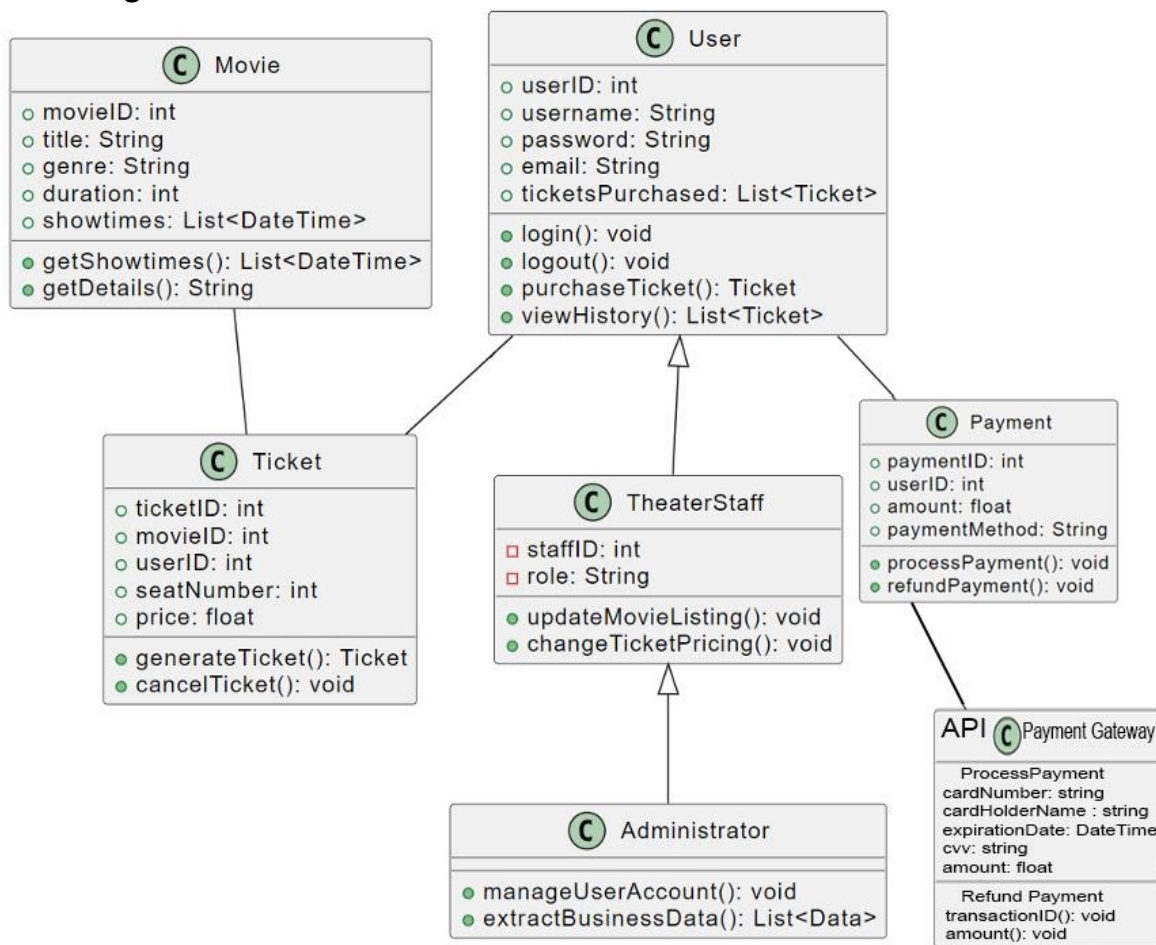 C Movie
movieID: int
title: String
genre: String
duration: int
showtimes: List<DateTime>
getShowtimes(): List<DateTime>
getDetails(): String
C User
userID: int
username: String
password: String
email: String
ticketsPurchased: List<Ticket>
login(): void
logout(): void
purchaseTicket(): Ticket
viewHistory(): List<Ticket>
C Ticket
ticketID: int
movieID: int
userID: int
seatNumber: int
price: float
generateTicket(): Ticket
cancelTicket(): void
C TheaterStaff
staffID: int
role: String
updateMovieListing(): void
changeTicketPricing(): void
C Payment
paymentID: int
userID: int
amount: float
paymentMethod: String
processPayment(): void
refundPayment(): void
C Administrator
manageUserAccount(): void
extractBusinessData(): List<Data>
API C Payment Gateway
ProcessPayment
cardNumber: string
cardHolderName : string
expirationDate: DateTime
cvv: string
amount: float
Refund Payment
transactionID(): void
amount(): void